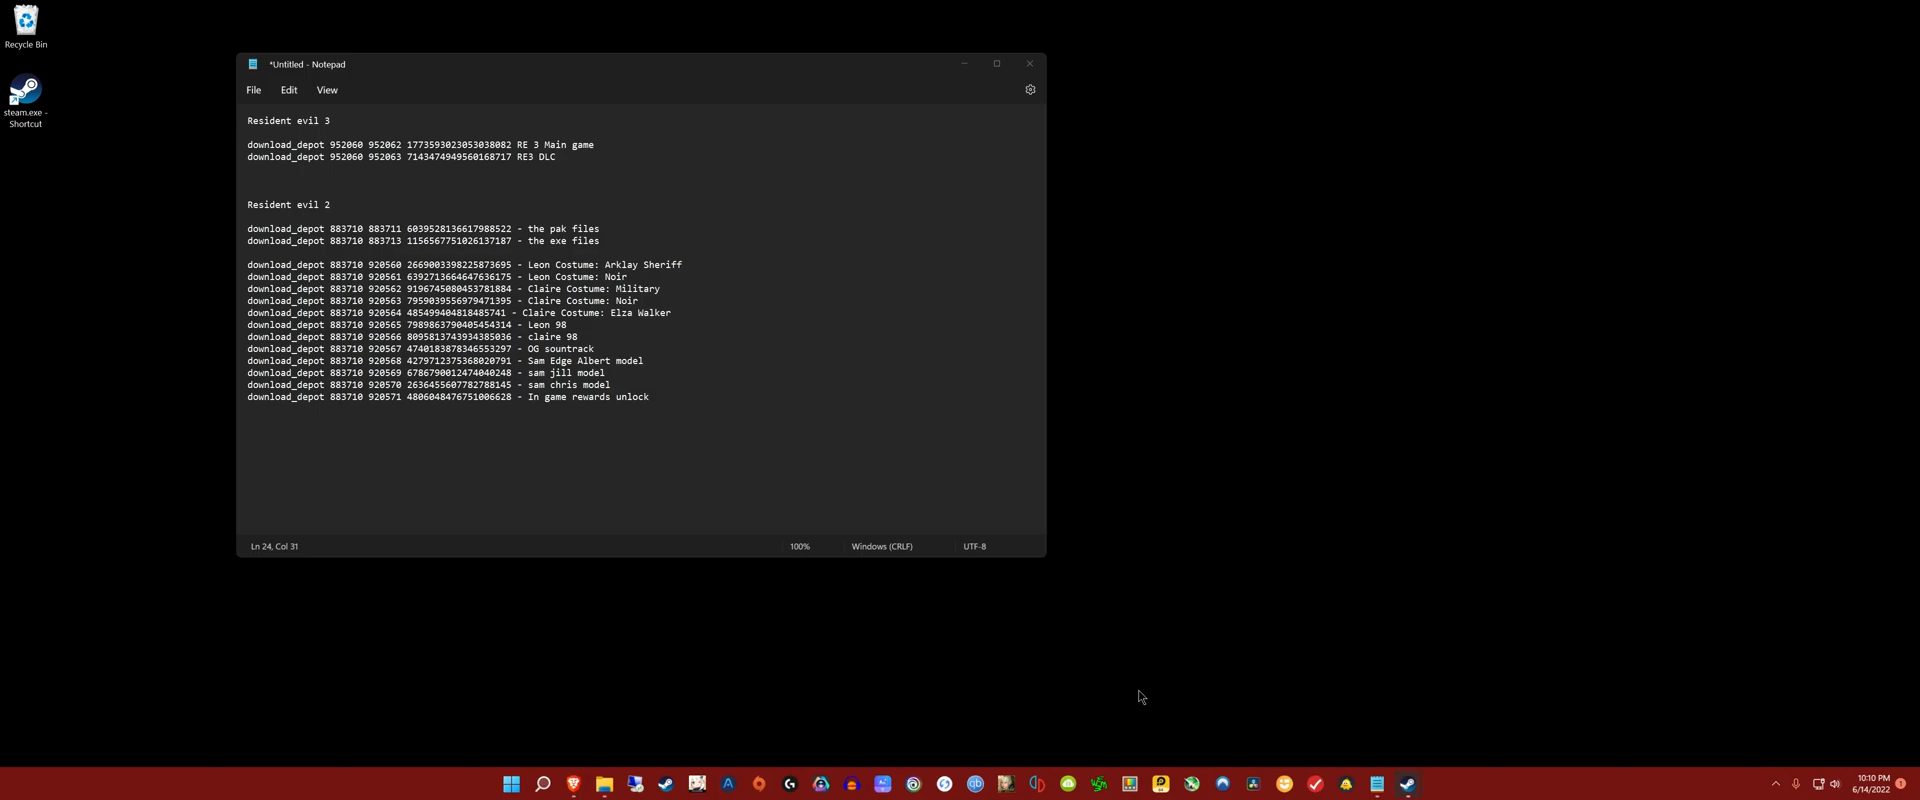 Recycle Bin
steam.exe -
Shortcut
*Untitled - Notepad
File Edit View
Resident evil 3
download_depot 952060 952062 1773593023053038082 RE 3 Main game
download_depot 952060 952063 7143474949560168717 RE3 DLC
Resident evil 2
download_depot 883710 883711 6039528136617988522 - the pak files
download_depot 883710 883713 1156567751026137187 - the exe files
download_depot 883710 920560 2669003398225873695 - Leon Costume: Arklay Sheriff
download_depot 883710 920561 6392713664647636175 - Leon Costume: Noir
download_depot 883710 920562 9196745080453781884 - Claire Costume: Military
download_depot 883710 920563 7959039556979471395 - Claire Costume: Noir
download_depot 883710 920564 485499404818485741 - Claire Costume: Elza Walker
download_depot 883710 920565 7989863790405454314 - Leon 98
download_depot 883710 920566 8095813743934385036 - claire 98
download_depot 883710 920567 4740183878346553297 - OG sountrack
download_depot 883710 920568 4279712375368020791 - Sam Edge Albert model
download_depot 883710 920569 6786790012474040248 - sam jill model
download_depot 883710 920570 2636455607782788145 - sam chris model
download_depot 883710 920571 4806048476751006628 - In game rewards unlock
Ln 24, Col 31 100% Windows (CRLF) UTF-8
10:10 PM
6/14/2022
1